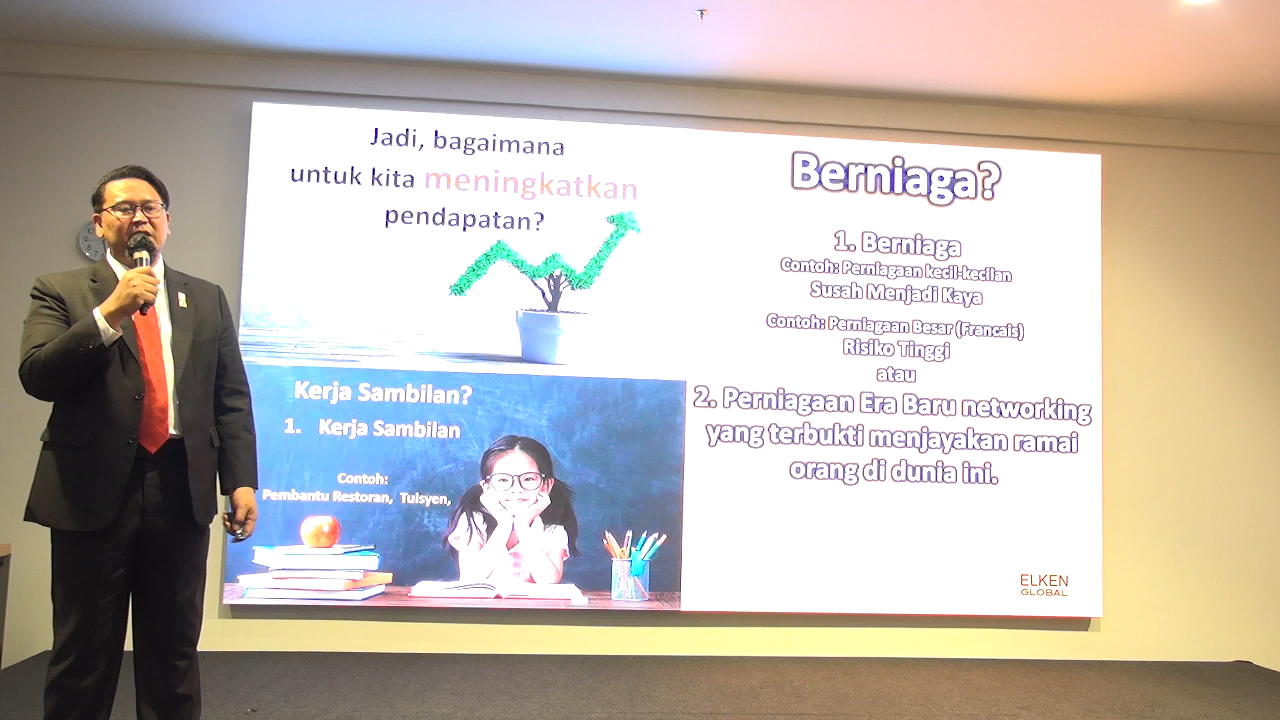 Jadi, bagaimana
untuk kita meningkatkan
pendapatan?
Kerja Sambilan?
1. Kerja Sambilan
Contoh:
Pembantu Restoran, Tuisyen,
Berniaga?
1. Berniaga
Contoh: Perniagaan kecil-kecilan
Susah Menjadi Kaya
Contoh: Perniagaan Besar (Francais)
Risiko Tinggi
atau
2. Perniagaan Era Baru networking
yang terbukti menjayakan ramai
orang di dunia ini.
ELKEN
GLOBAL